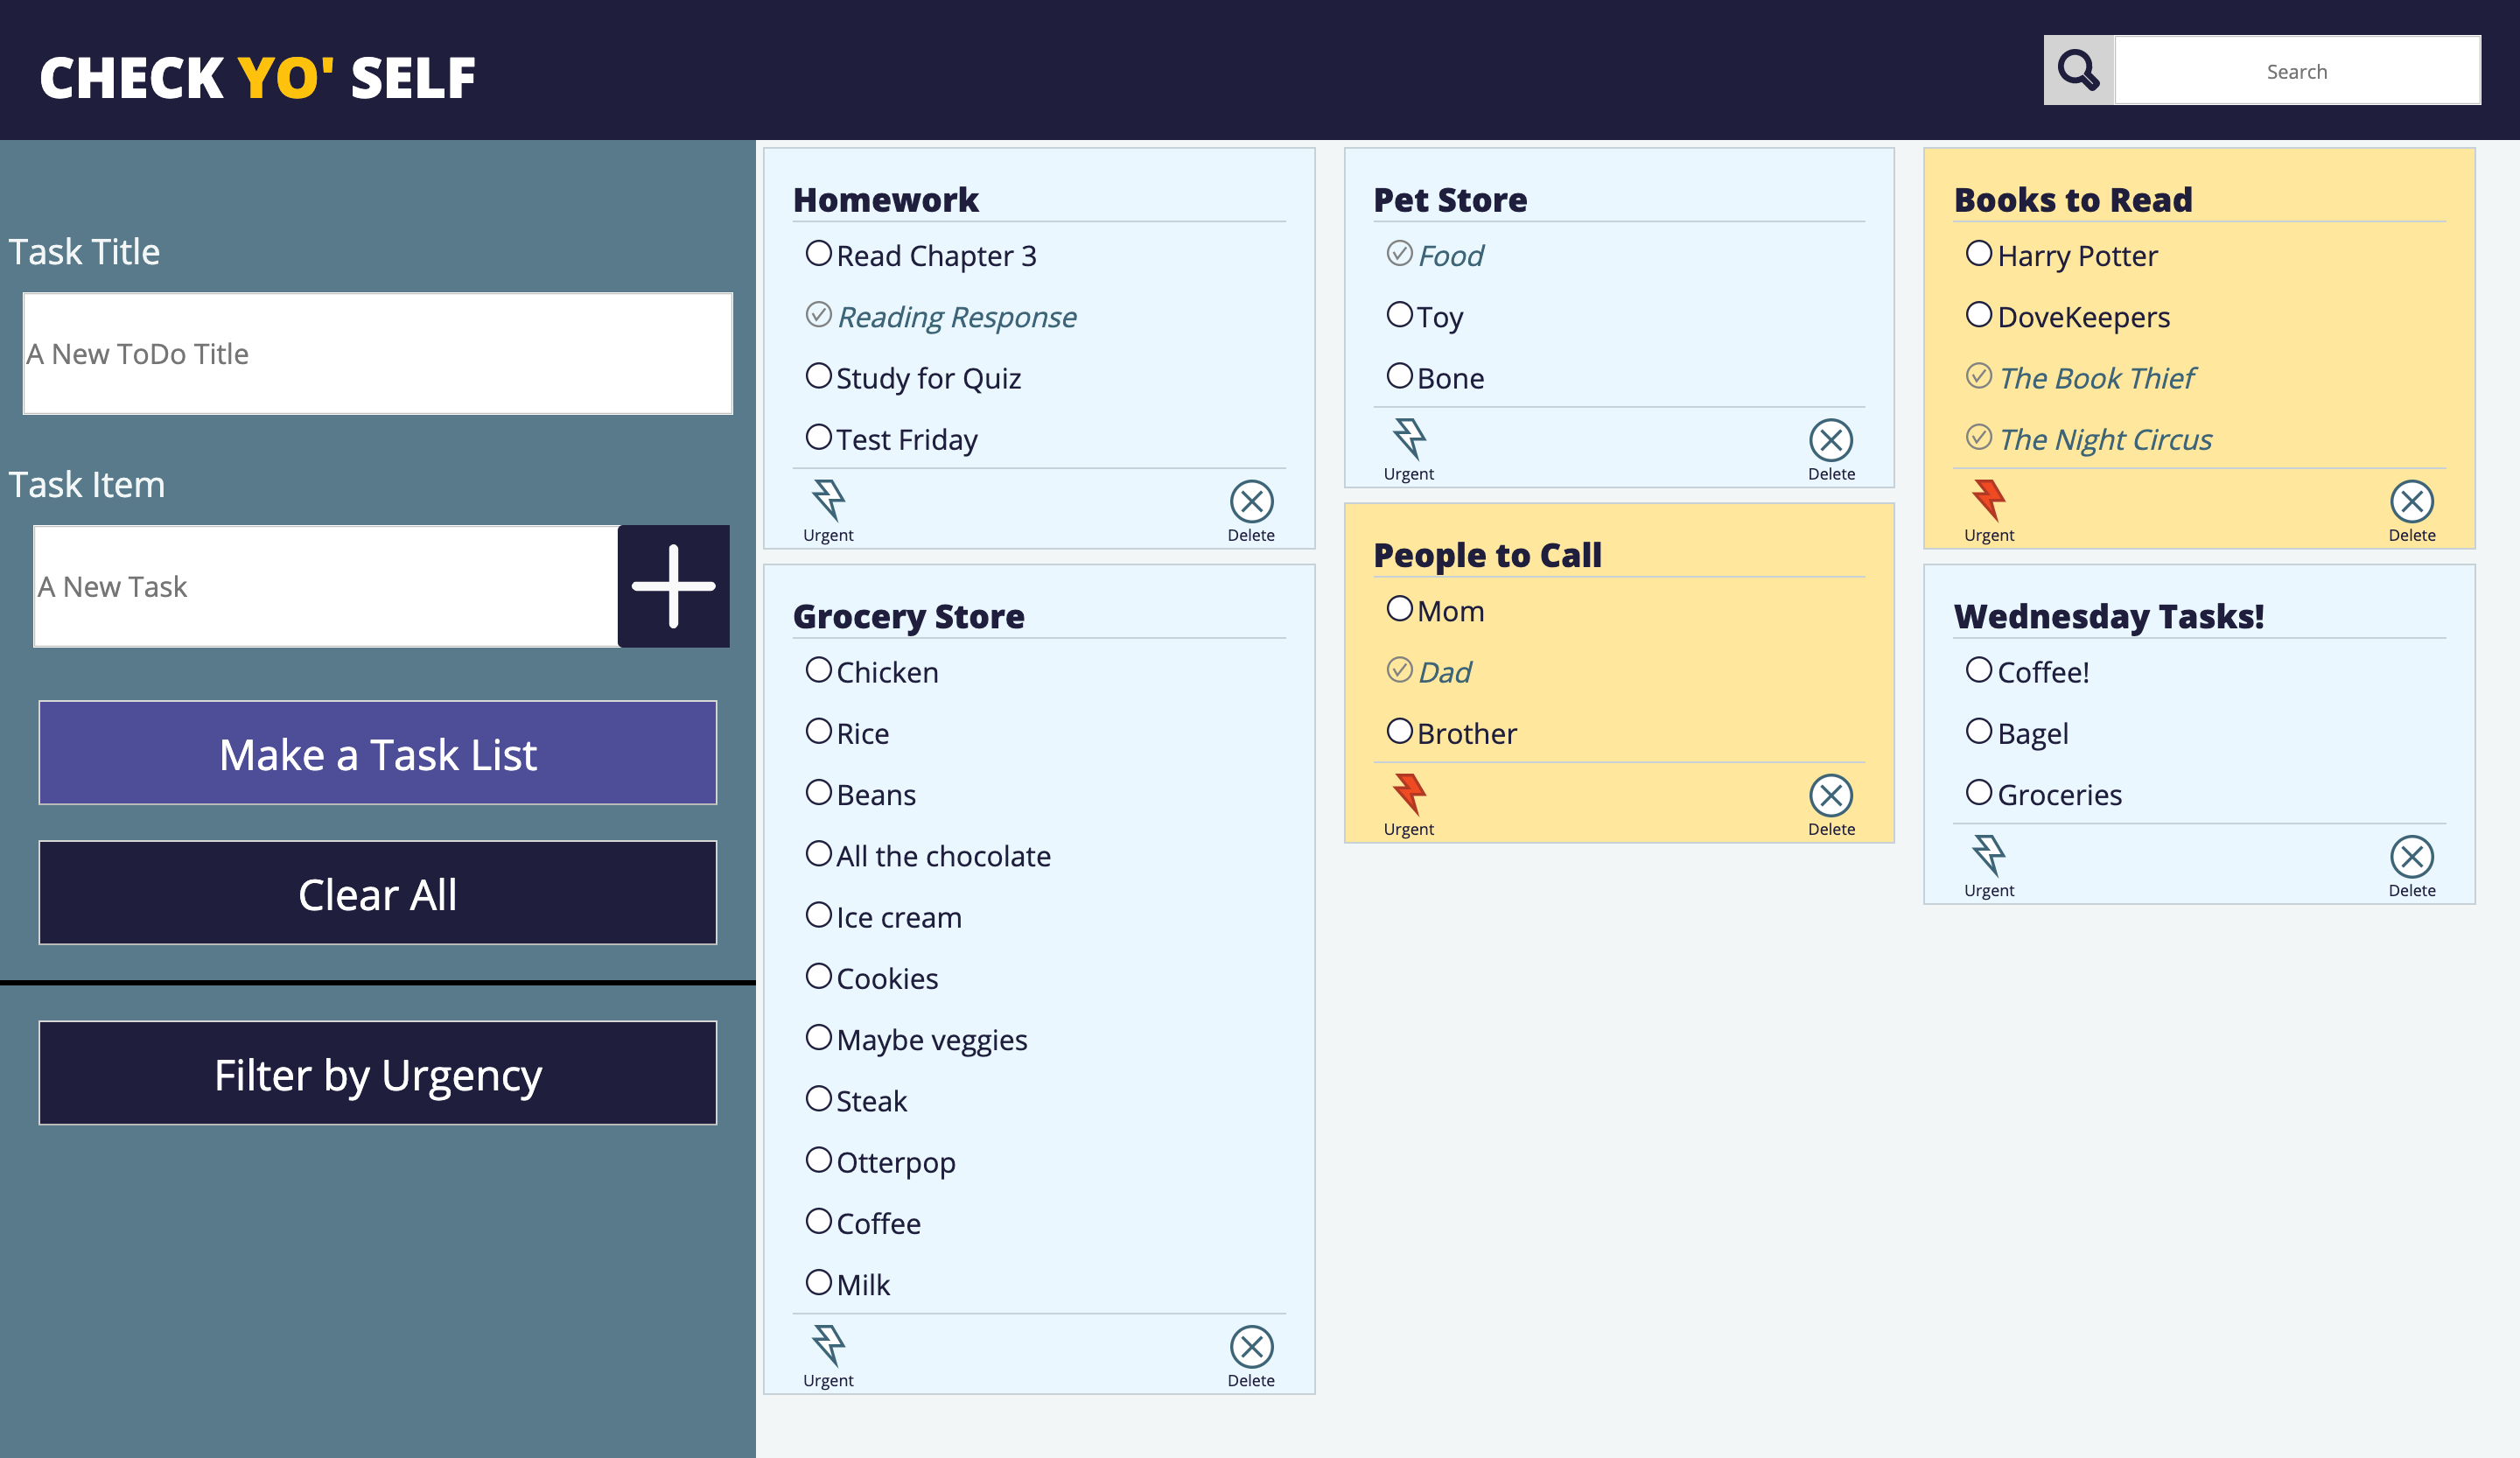 CHECK YO' SELF
Search
Task Title
A New ToDo Title
Task Item
A New Task
Make a Task List
Clear All
Filter by Urgency
Homework
Read Chapter 3
Reading Response
Study for Quiz
Test Friday
Urgent
Delete
Grocery Store
Chicken
Rice
Beans
All the chocolate
Ice cream
Cookies
Maybe veggies
Steak
Otterpop
Coffee
Milk
Urgent
Delete
Pet Store
Food
Toy
Bone
Urgent
Delete
People to Call
Mom
Dad
Brother
Urgent
Delete
Books to Read
Harry Potter
DoveKeepers
The Book Thief
The Night Circus
Urgent
Delete
Wednesday Tasks!
Coffee!
Bagel
Groceries
Urgent
Delete